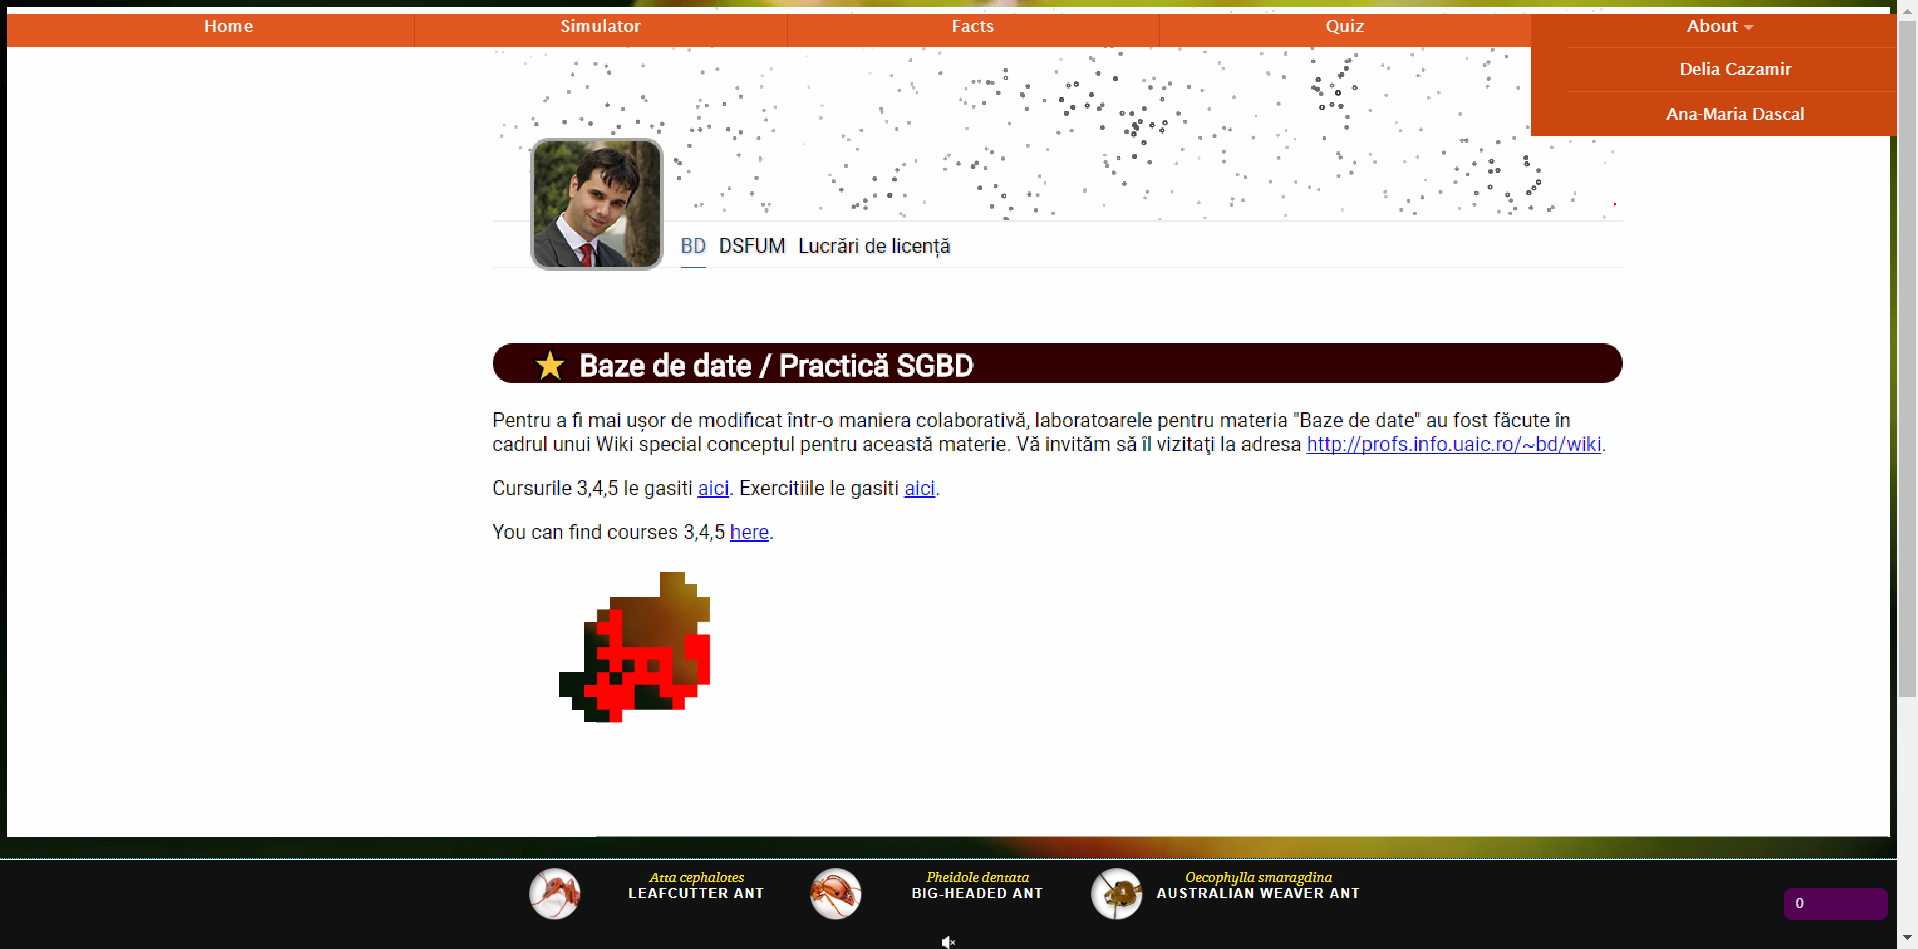 Home
Simulator
Facts
Quiz
About
Delia Cazamir
Ana-Maria Dascal
BD DSFUM Lucrări de licență
Baze de date / Practică SGBD
Pentru a fi mai ușor de modificat într-o maniera colaborativă, laboratoarele pentru materia "Baze de date" au fost făcute în
cadrul unui Wiki special conceptul pentru această materie. Vă invităm să îl vizitaţi la adresa http://profs.info.uaic.ro/~bd/wiki.
Cursurile 3,4,5 le gasiti aici. Exercitiile le gasiti aici.
You can find courses 3,4,5 here.
Atta cephalotes
LEAFCUTTER ANT
Pheidole dentata
BIG-HEADED ANT
Oecophylla smaragdina
AUSTRALIAN WEAVER ANT
0